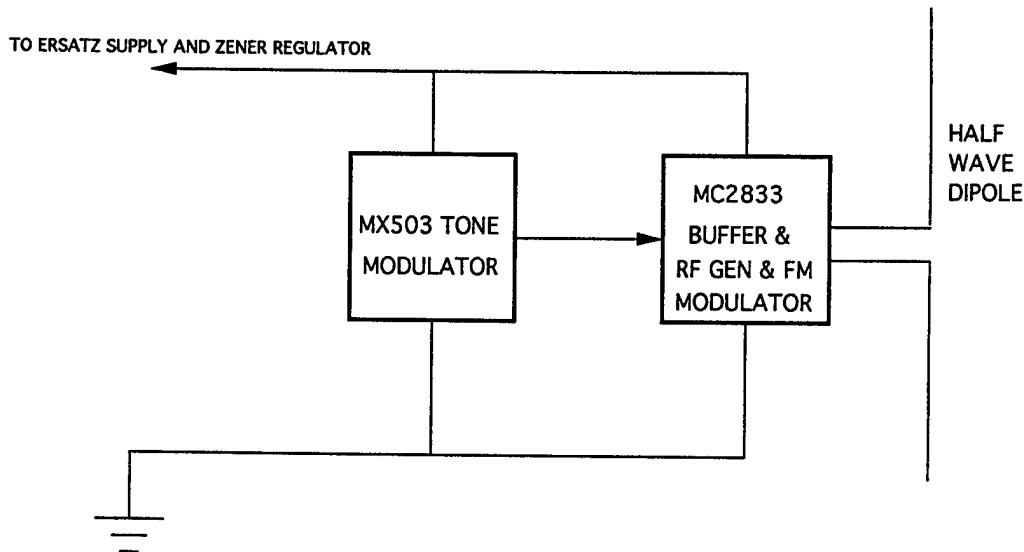 TO ERSATZ SUPPLY AND ZENER REGULATOR
HALF
WAVE
DIPOLE
MX503 TONE
MODULATOR
MC2833
BUFFER &
RF GEN & FM
MODULATOR